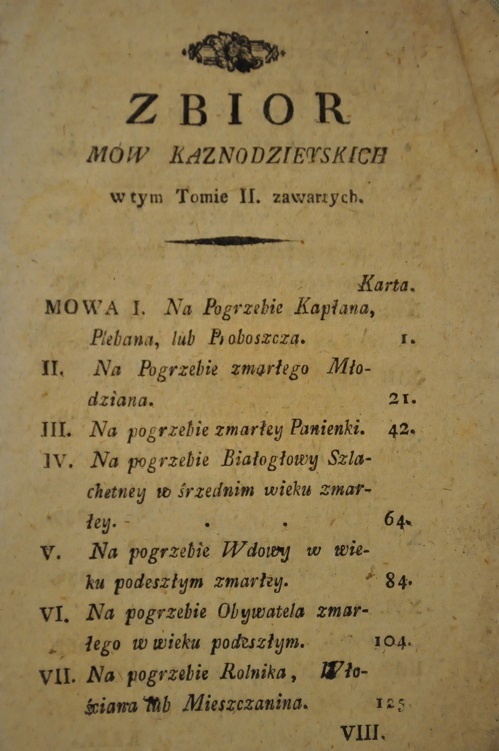 ZBIOR
MÓW KAZNODZIEYSKICH
w tym Tomie II. zawartych.
Karta.
MOWA I. Na Pogrzebie Kapłana,
Plebana, lub Proboszcza. 1.
II. Na Pogrzebie zmarłego Mło-
dziana. 21.
III. Na pogrzebie zmarłey Panienki. 42.
IV. Na pogrzebie Białogłowy Szla-
chetney w śrzednim wieku zmar-
łey. . . 64.
V. Na pogrzebie Wdowy w wie-
ku podeszłym zmarłey. 84.
VI. Na pogrzebie Obywatela zmar-
łego w wieku podeszłym. 104.
VII. Na pogrzebie Rolnika, Wło-
ściana lub Mieszczanina. 125.
VIII.